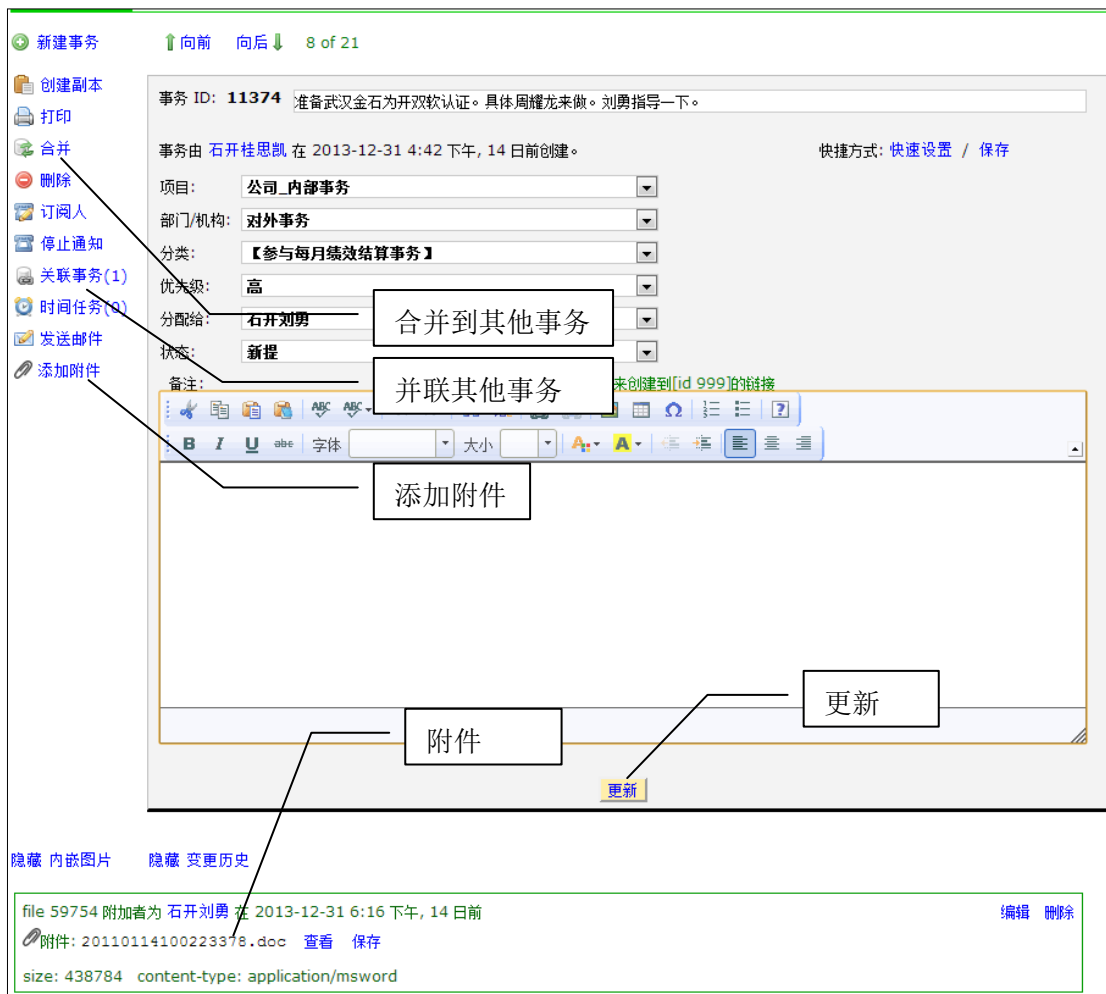 新建事务
向前 向后 8 of 21
创建副本
打印
合并
删除
订阅人
停止通知
关联事务(1)
时间任务(0)
发送邮件
添加附件
事务 ID: 11374 准备武汉金石为开双软认证。具体周耀龙来做。刘勇指导一下。
事务由 石开桂思凯 在 2013-12-31 4:42 下午, 14 日前创建。 快捷方式: 快速设置 / 保存
项目: 公司_内部事务
部门/机构: 对外事务
分类: 【参与每月绩效结算事务】
优先级: 高
分配给: 石开刘勇
合并到其他事务
状态: 新提
并联其他事务
备注: 来创建到[id 999]的链接
ABC ABC
B I U abc 字体 大小 A A
添加附件
更新
附件
更新
隐藏 内嵌图片 隐藏 变更历史
file 59754 附加者为 石开刘勇 在 2013-12-31 6:16 下午, 14 日前 编辑 删除
附件: 20110114100223378.doc 查看 保存
size: 438784 content-type: application/msword